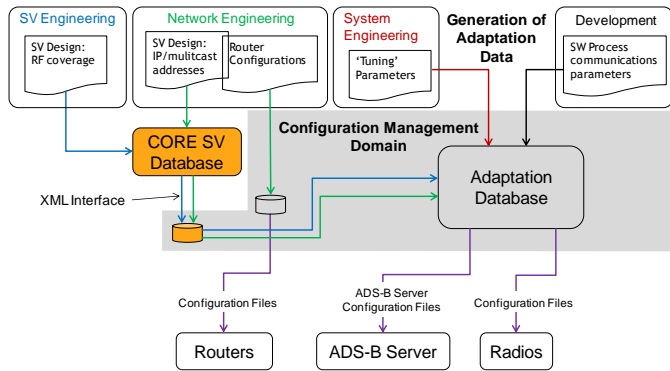 SV Engineering
Network Engineering
System
Engineering
Generation of
Adaptation
Data
Development
SV Design:
RF coverage
SV Design:
IP/mulitcast
addresses
Router
Configurations
'Tuning'
Parameters
SW Process
communications
parameters
Configuration Management
Domain
CORE SV
Database
Adaptation
Database
XML Interface
Configuration Files
ADS-B Server
Configuration Files
Configuration Files
Routers
ADS-B Server
Radios